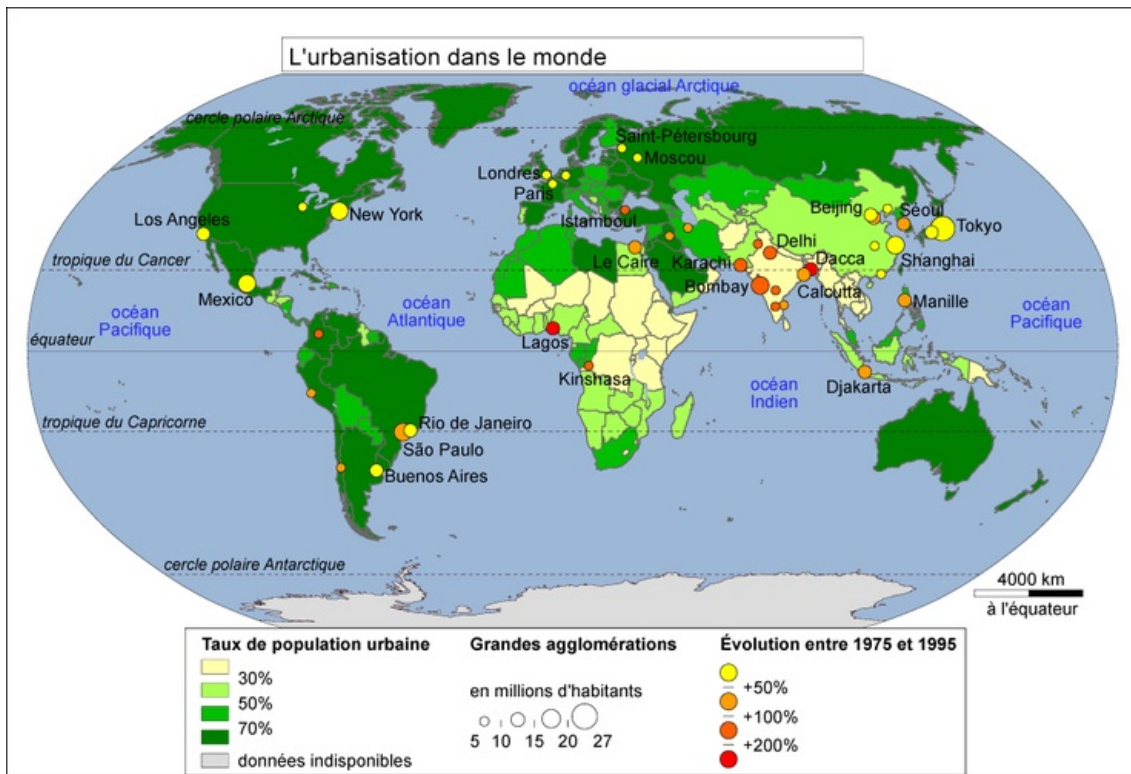 L'urbanisation dans le monde
océan glacial Arctique
cercle polaire Arctique
Saint-Pétersbourg
Moscou
Londres
Paris
Los Angeles
New York
Istamboul
Beijing
Séoul
Tokyo
tropique du Cancer
Le Caire
Karachi
Delhi
Dacca
Shanghai
Mexico
Bombay
Calcutta
Manille
océan
Pacifique
océan
Atlantique
océan
Pacifique
équateur
Lagos
Kinshasa
océan
Indien
Djakarta
tropique du Capricorne
Rio de Janeiro
São Paulo
Buenos Aires
cercle polaire Antarctique
4000 km
à l'équateur
Taux de population urbaine
30%
50%
70%
données indisponibles
Grandes agglomérations
en millions d'habitants
5 10 15 20 27
Évolution entre 1975 et 1995
+50%
+100%
+200%